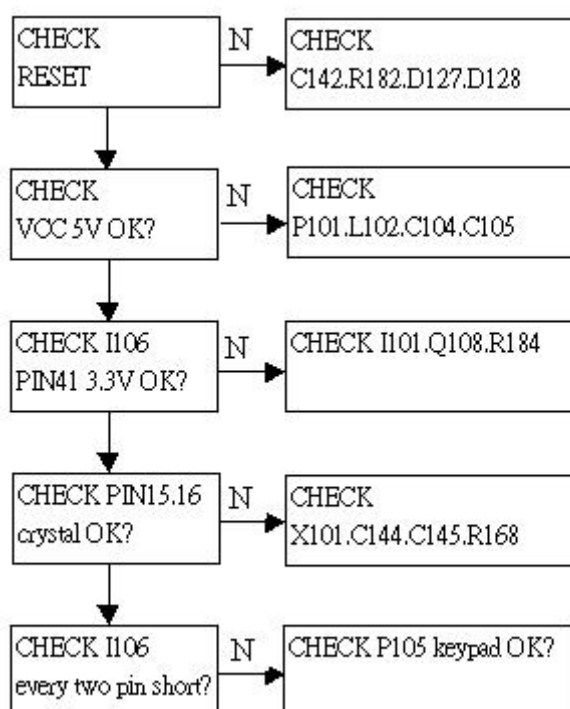 CHECK
RESET
N
CHECK
C142.R182.D127.D128
CHECK
VCC 5V OK?
N
CHECK
P101.L102.C104.C105
CHECK I106
PIN41 3.3V OK?
N
CHECK I101.Q108.R184
CHECK PIN15.16
crystal OK?
N
CHECK
X101.C144.C145.R168
CHECK I106
every two pin short?
N
CHECK P105 keypad OK?